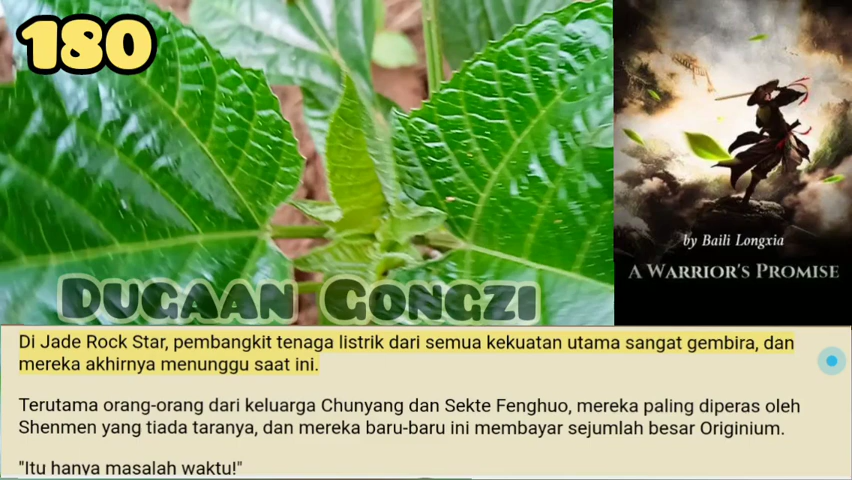 180
DUGAAN GONGZI
by Baili Longxia
A WARRIOR'S PROMISE
Di Jade Rock Star, pembangkit tenaga listrik dari semua kekuatan utama sangat gembira, dan
mereka akhirnya menunggu saat ini.
Terutama orang-orang dari keluarga Chunyang dan Sekte Fenghuo, mereka paling diperas oleh
Shenmen yang tiada taranya, dan mereka baru-baru ini membayar sejumlah besar Originium.
"Itu hanya masalah waktu!"